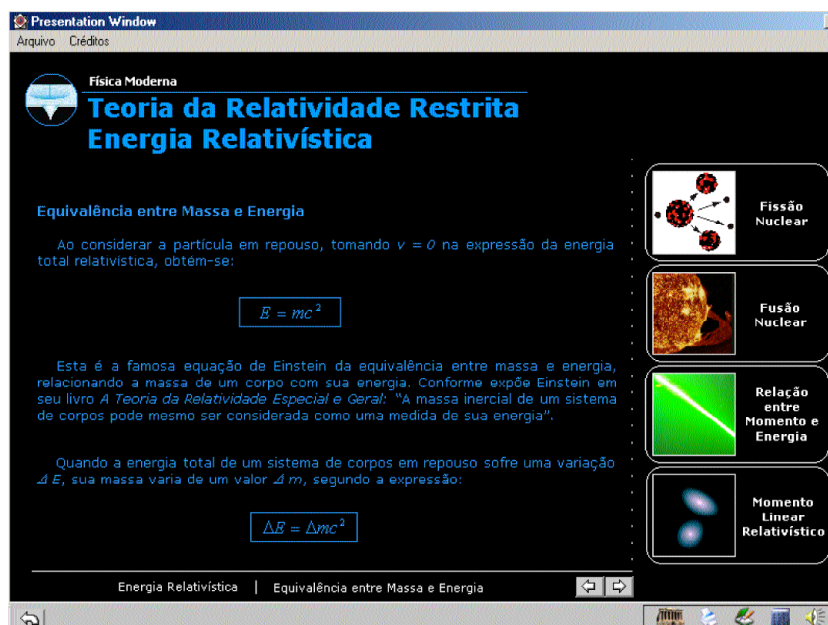 Presentation Window
Arquivo Créditos
Física Moderna
Teoria da Relatividade Restrita
Energia Relativística
Equivalência entre Massa e Energia
Ao considerar a partícula em repouso, tomando v = 0 na expressão da energia
total relativística, obtém-se:
E = mc²
Esta é a famosa equação de Einstein da equivalência entre massa e energia,
relacionando a massa de um corpo com sua energia. Conforme expõe Einstein em
seu livro A Teoria da Relatividade Especial e Geral: “A massa inercial de um sistema
de corpos pode mesmo ser considerada como uma medida de sua energia”.
Quando a energia total de um sistema de corpos em repouso sofre uma variação
Δ E, sua massa varia de um valor Δ m, segundo a expressão:
ΔE = Δmc²
Energia Relativística | Equivalência entre Massa e Energia
Fissão
Nuclear
Fusão
Nuclear
Relação
entre
Momento e
Energia
Momento
Linear
Relativístico